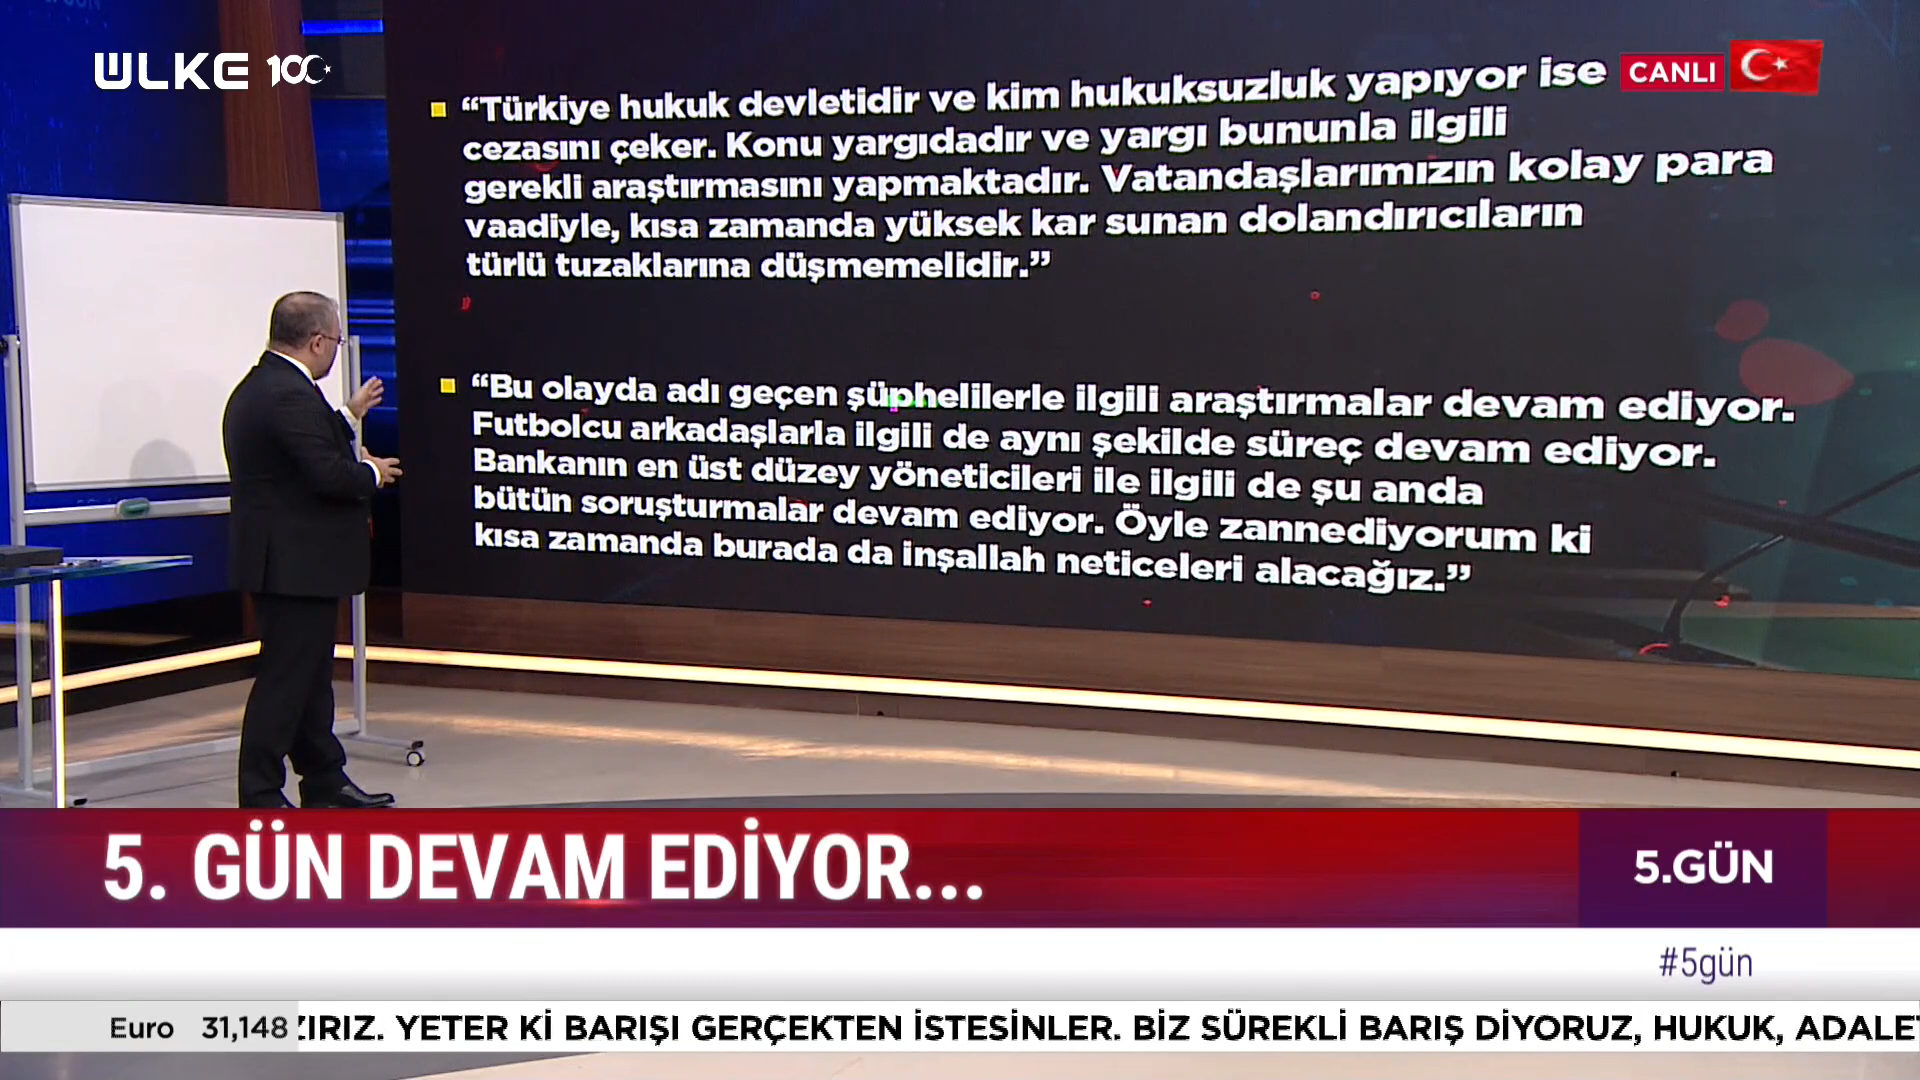 ÜLKE 100
CANLI
“Türkiye hukuk devletidir ve kim hukuksuzluk yapıyor ise
cezasını çeker. Konu yargıdadır ve yargı bununla ilgili
gerekli araştırmasını yapmaktadır. Vatandaşlarımızın kolay para
vaadiyle, kısa zamanda yüksek kar sunan dolandırıcıların
türlü tuzaklarına düşmemelidir.”
“Bu olayda adı geçen şüphelilerle ilgili araştırmalar devam ediyor.
Futbolcu arkadaşlarla ilgili de aynı şekilde süreç devam ediyor.
Bankanın en üst düzey yöneticileri ile ilgili de şu anda
bütün soruşturmalar devam ediyor. Öyle zannediyorum ki
kısa zamanda burada da inşallah neticeleri alacağız.”
5. GÜN DEVAM EDİYOR...
5.GÜN
#5gün
Euro 31,148 ZIRIZ. YETER Kİ BARIŞI GERÇEKTEN İSTESİNLER. BİZ SÜREKLİ BARIŞ DİYORUZ, HUKUK, ADALET